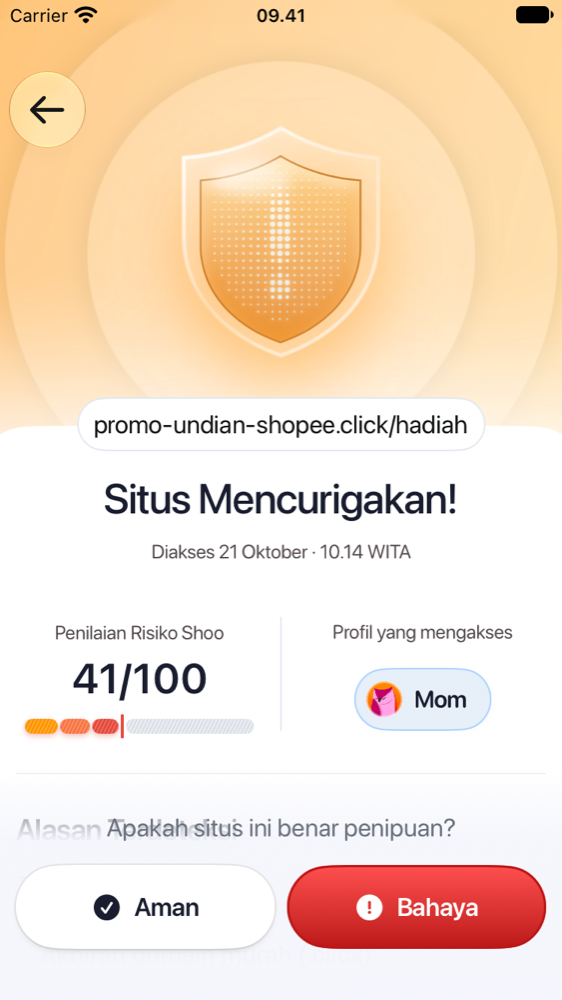 Carrier
09.41
promo-undian-shopee.click/hadiah
Situs Mencurigakan!
Diakses 21 Oktober · 10.14 WITA
Penilaian Risiko Shoo
41/100
Profil yang mengakses
Mom
Alasan
Apakah situs ini benar penipuan?
Aman
Bahaya